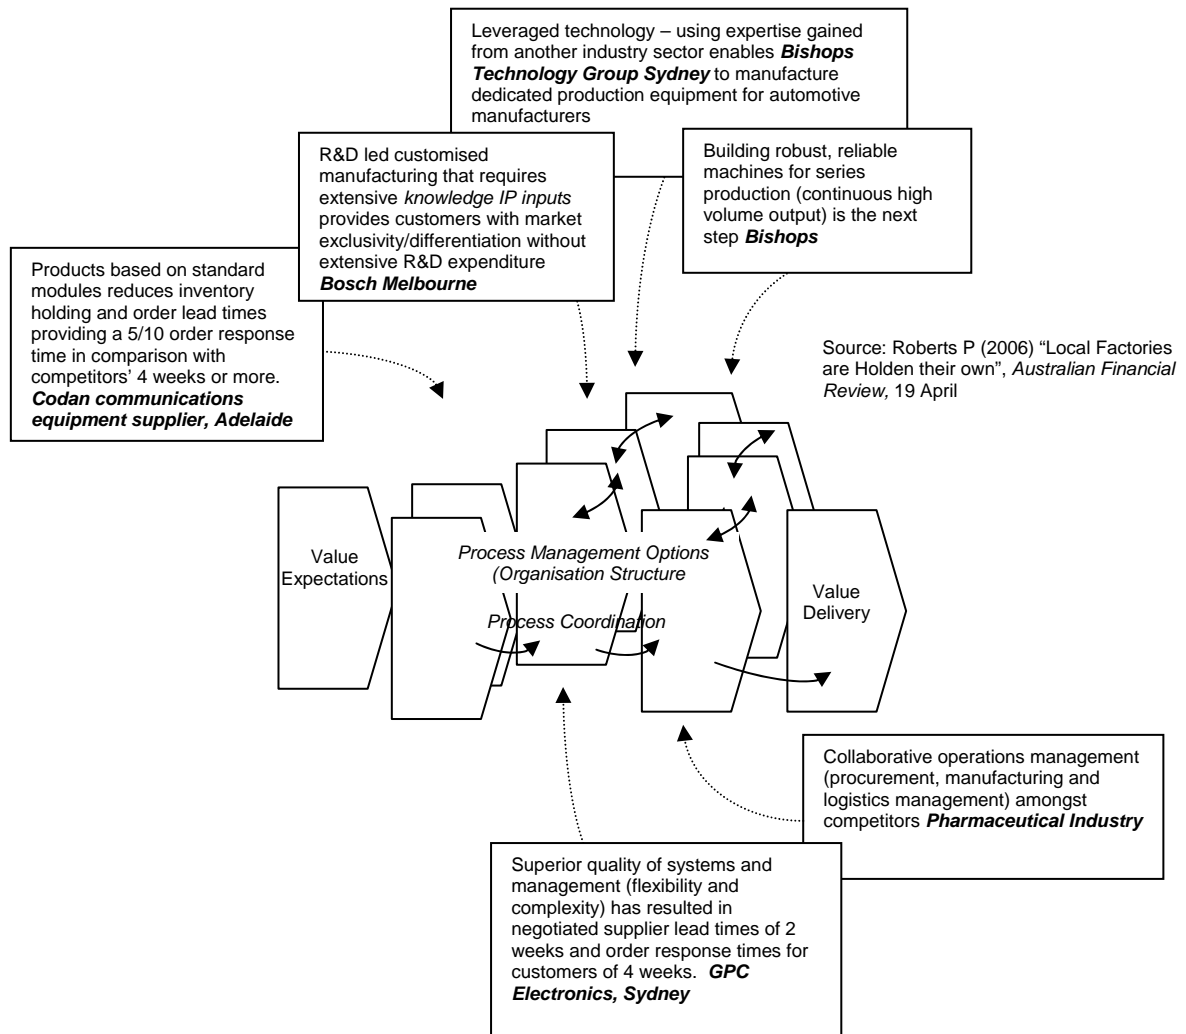 Leveraged technology – using expertise gained
from another industry sector enables Bishops
Technology Group Sydney to manufacture
dedicated production equipment for automotive
manufacturers
R&D led customised
manufacturing that requires
extensive knowledge IP inputs
provides customers with market
exclusivity/differentiation without
extensive R&D expenditure
Bosch Melbourne
Building robust, reliable
machines for series
production (continuous high
volume output) is the next
step Bishops
Products based on standard
modules reduces inventory
holding and order lead times
providing a 5/10 order response
time in comparison with
competitors' 4 weeks or more.
Codan communications
equipment supplier, Adelaide
Source: Roberts P (2006) “Local Factories
are Holden their own”, Australian Financial
Review, 19 April
Value
Expectations
Process Management Options
(Organisation Structure
Process Coordination
Value
Delivery
Collaborative operations management
(procurement, manufacturing and
logistics management) amongst
competitors Pharmaceutical Industry
Superior quality of systems and
management (flexibility and
complexity) has resulted in
negotiated supplier lead times of 2
weeks and order response times for
customers of 4 weeks. GPC
Electronics, Sydney